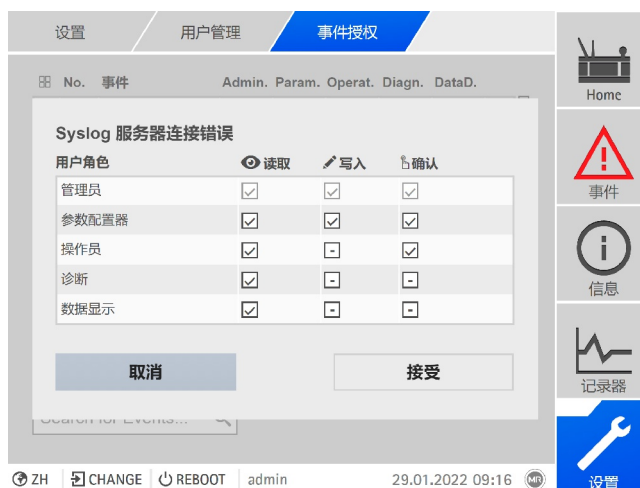 设置 用户管理 事件授权
No. 事件 Admin. Param. Operat. Diagn. DataD.
Syslog 服务器连接错误
用户角色 读取 写入 确认
管理员
参数配置器
操作员
诊断
数据显示
取消 接受
Search for Events...
ZH CHANGE REBOOT admin 29.01.2022 09:16 MR
Home
事件
信息
记录器
设置